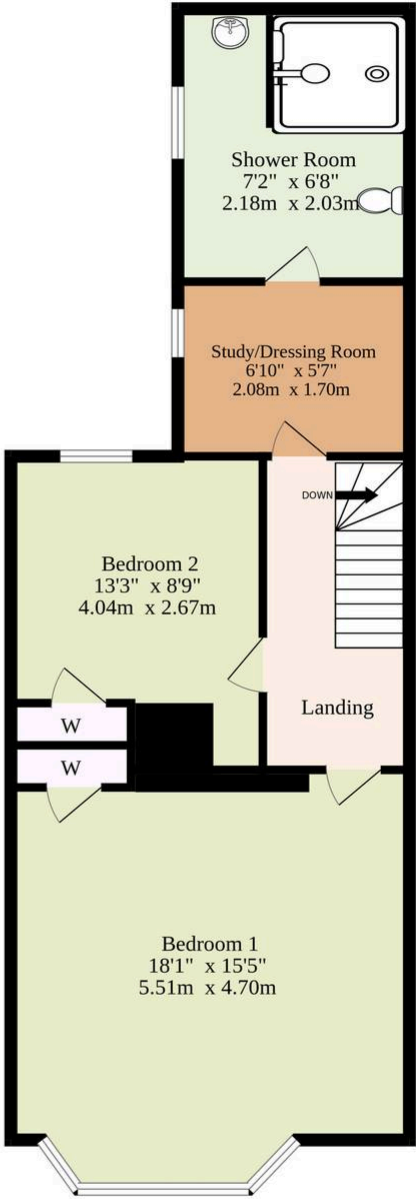 Shower Room
7'2" x 6'8"
2.18m x 2.03m
Study/Dressing Room
6'10" x 5'7"
2.08m x 1.70m
DOWN
Bedroom 2
13'3" x 8'9"
4.04m x 2.67m
Landing
W
W
Bedroom 1
18'1" x 15'5"
5.51m x 4.70m